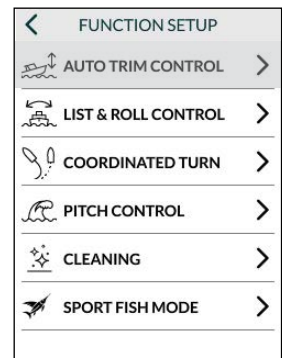 FUNCTION SETUP
AUTO TRIM CONTROL
LIST & ROLL CONTROL
COORDINATED TURN
PITCH CONTROL
CLEANING
SPORT FISH MODE